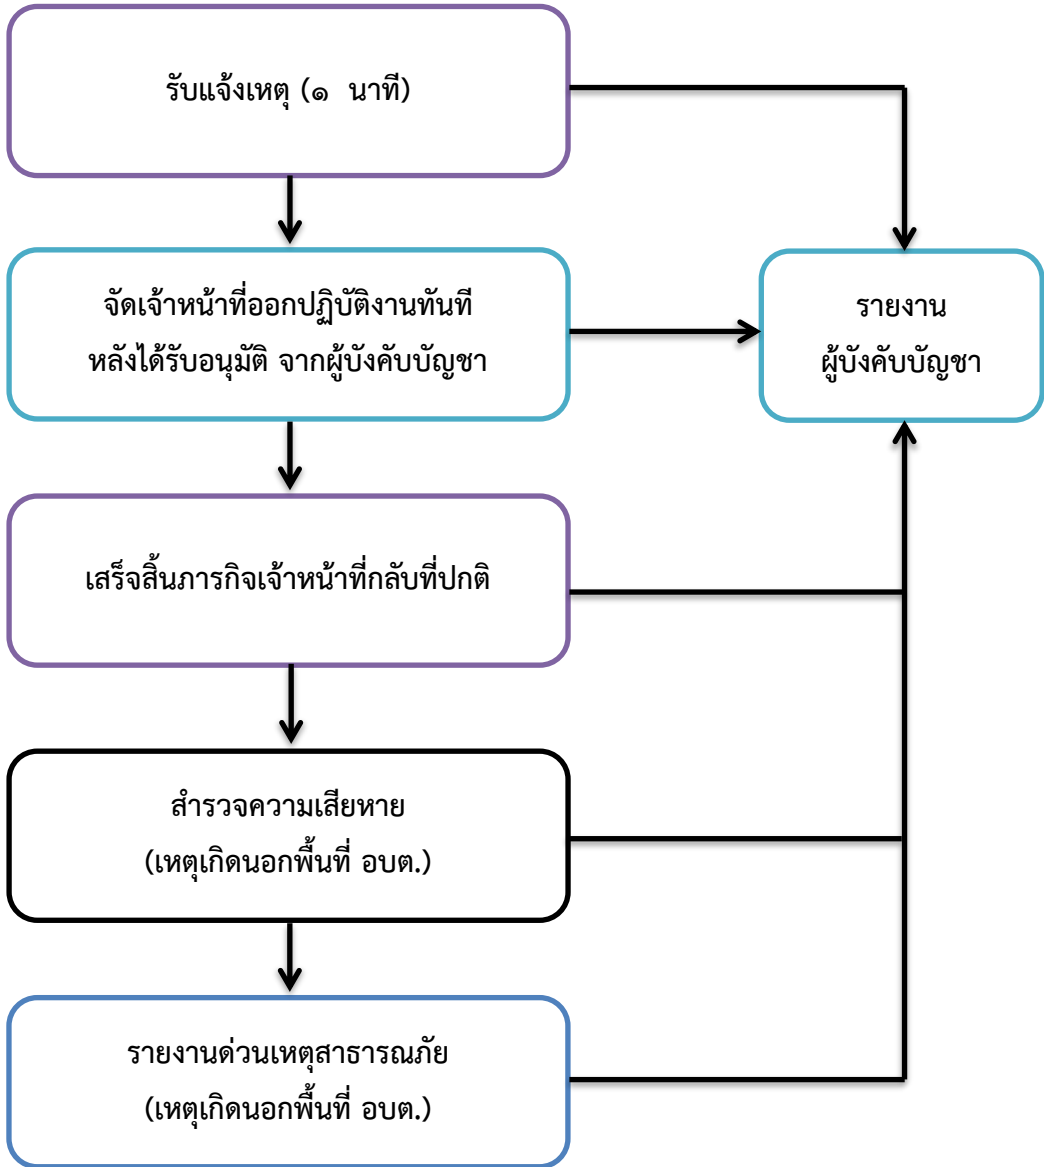 รับแจ้งเหตุ (๑ นาที)
จัดเจ้าหน้าที่ออกปฏิบัติงานทันที
หลังได้รับอนุมัติ จากผู้บังคับบัญชา
รายงาน
ผู้บังคับบัญชา
เสร็จสิ้นภารกิจเจ้าหน้าที่กลับที่ปกติ
สำรวจความเสียหาย
(เหตุเกิดนอกพื้นที่ อบต.)
รายงานด่วนเหตุสาธารณภัย
(เหตุเกิดนอกพื้นที่ อบต.)